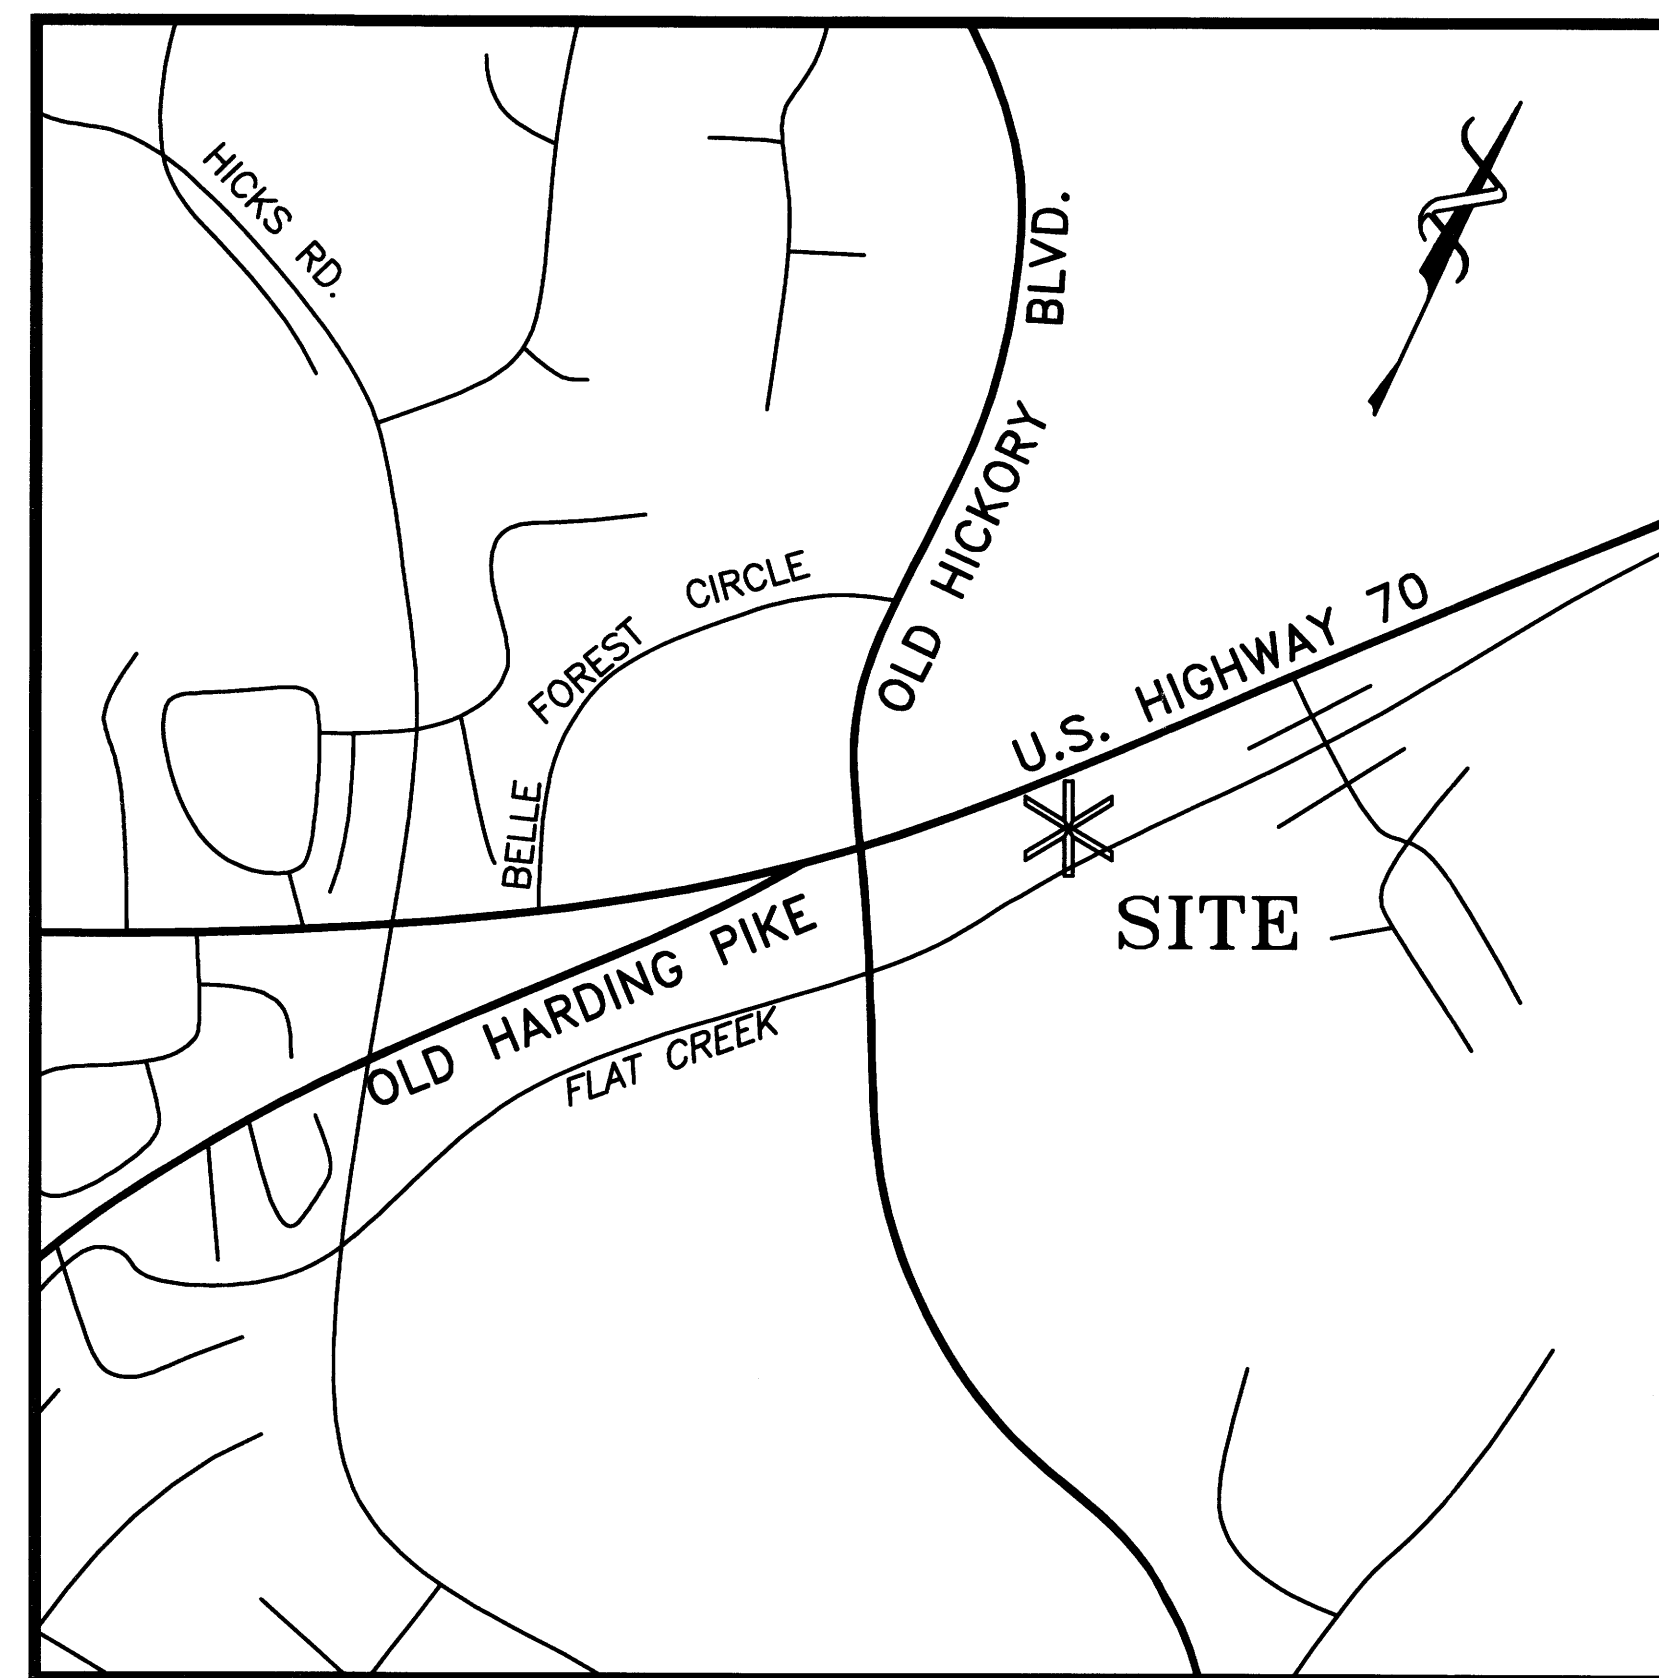 HICKS RD.
OLD HICKORY BLVD.
BELLE FOREST CIRCLE
U.S. HIGHWAY 70
SITE
OLD HARDING PIKE
FLAT CREEK